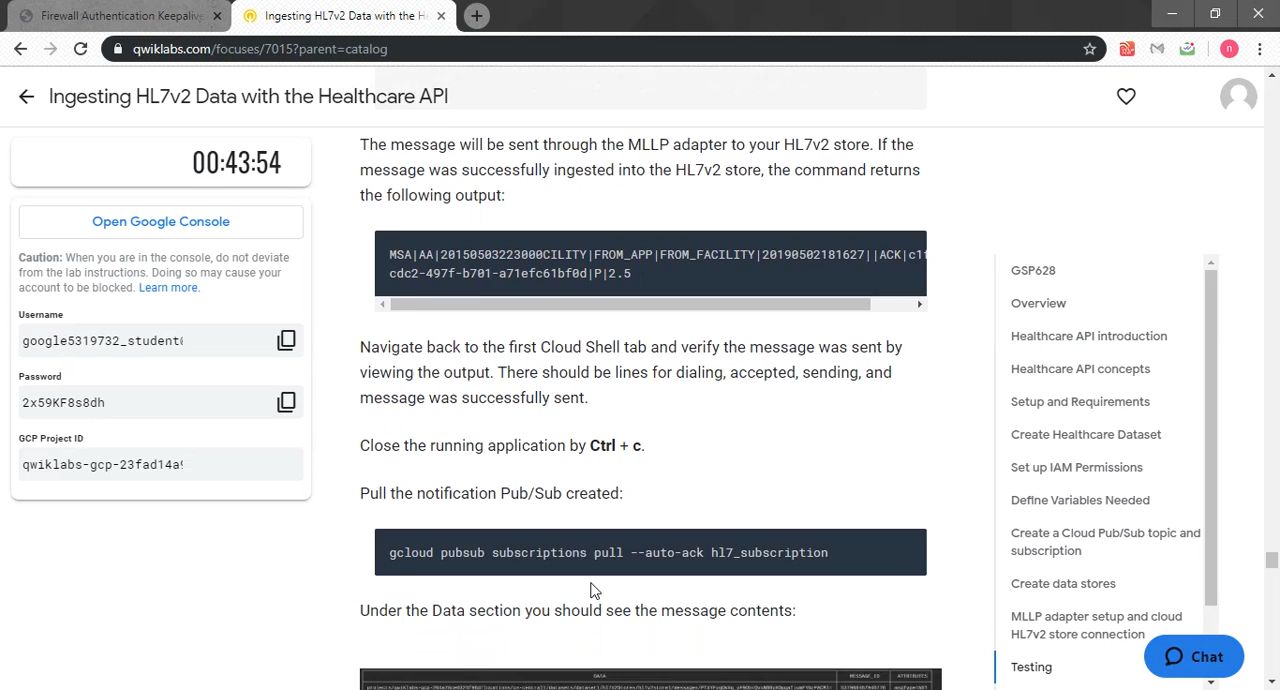 Firewall Authentication Keepalive
Ingesting HL7v2 Data with the H
qwiklabs.com/focuses/7015?parent=catalog
n
Ingesting HL7v2 Data with the Healthcare API
00:43:54
Open Google Console
Caution: When you are in the console, do not deviate
from the lab instructions. Doing so may cause your
account to be blocked. Learn more.
Username
google5319732_student
Password
2x59KF8s8dh
GCP Project ID
qwiklabs-gcp-23fad14a9
The message will be sent through the MLLP adapter to your HL7v2 store. If the
message was successfully ingested into the HL7v2 store, the command returns
the following output:
MSA|AA|20150503223000CILITY|FROM_APP|FROM_FACILITY|20190502181627||ACK|c1
cdc2-497f-b701-a71efc61bf0d|P|2.5
Navigate back to the first Cloud Shell tab and verify the message was sent by
viewing the output. There should be lines for dialing, accepted, sending, and
message was successfully sent.
Close the running application by Ctrl + c.
Pull the notification Pub/Sub created:
gcloud pubsub subscriptions pull --auto-ack hl7_subscription
Under the Data section you should see the message contents:
DATA MESSAGE_ID ATTRIBUTES
GSP628
Overview
Healthcare API introduction
Healthcare API concepts
Setup and Requirements
Create Healthcare Dataset
Set up IAM Permissions
Define Variables Needed
Create a Cloud Pub/Sub topic and
subscription
Create data stores
MLLP adapter setup and cloud
HL7v2 store connection
Testing
Chat